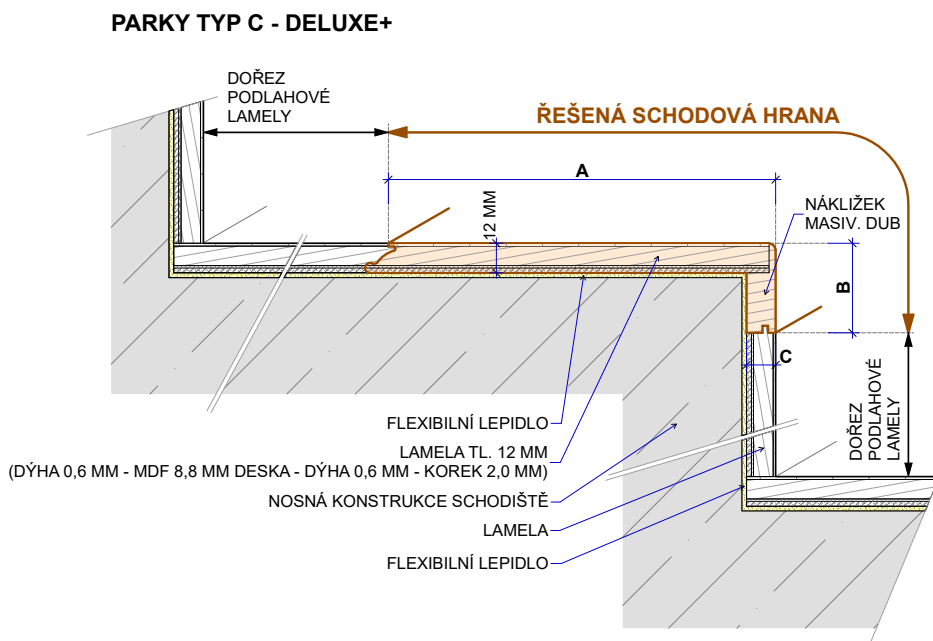 PARKY TYP C - DELUXE+
DOŘEZ
PODLAHOVÉ
LAMELY
ŘEŠENÁ SCHODOVÁ HRANA
A
12 MM
NÁKLIŽEK
MASIV. DUB
B
C
DOŘEZ
PODLAHOVÉ
LAMELY
FLEXIBILNÍ LEPIDLO
LAMELA TL. 12 MM
(DÝHA 0,6 MM - MDF 8,8 MM DESKA - DÝHA 0,6 MM - KOREK 2,0 MM)
NOSNÁ KONSTRUKCE SCHODIŠTĚ
LAMELA
FLEXIBILNÍ LEPIDLO